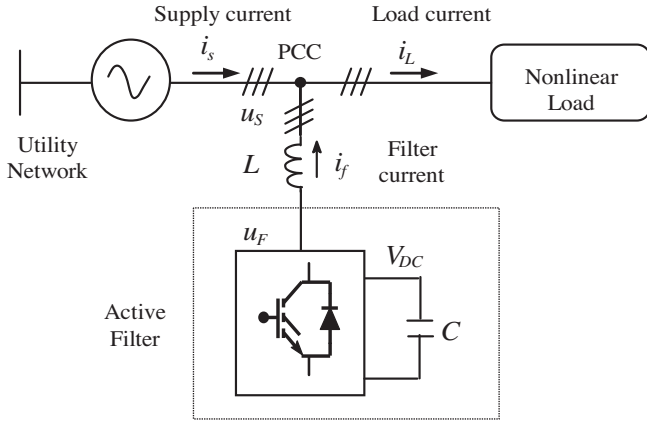 Supply current
Load current
i_s
PCC
i_L
Nonlinear
Load
u_S
Utility
Network
L
i_f
Filter
current
u_F
V_DC
Active
Filter
C